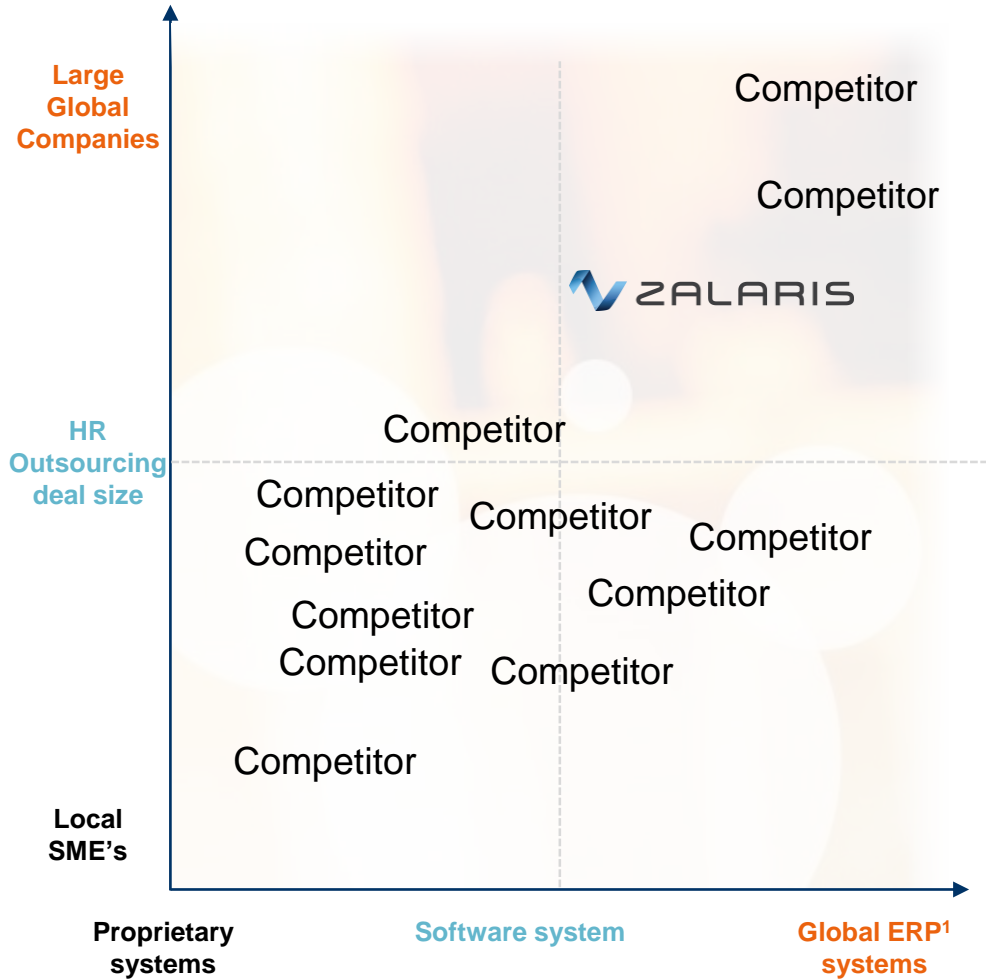 Large
Global
Companies
Competitor
Competitor
ZALARIS
Competitor
HR
Outsourcing
deal size
Competitor
Competitor
Competitor
Competitor
Competitor
Competitor
Competitor
Competitor
Competitor
Local
SME's
Proprietary
systems
Software system
Global ERP¹
systems